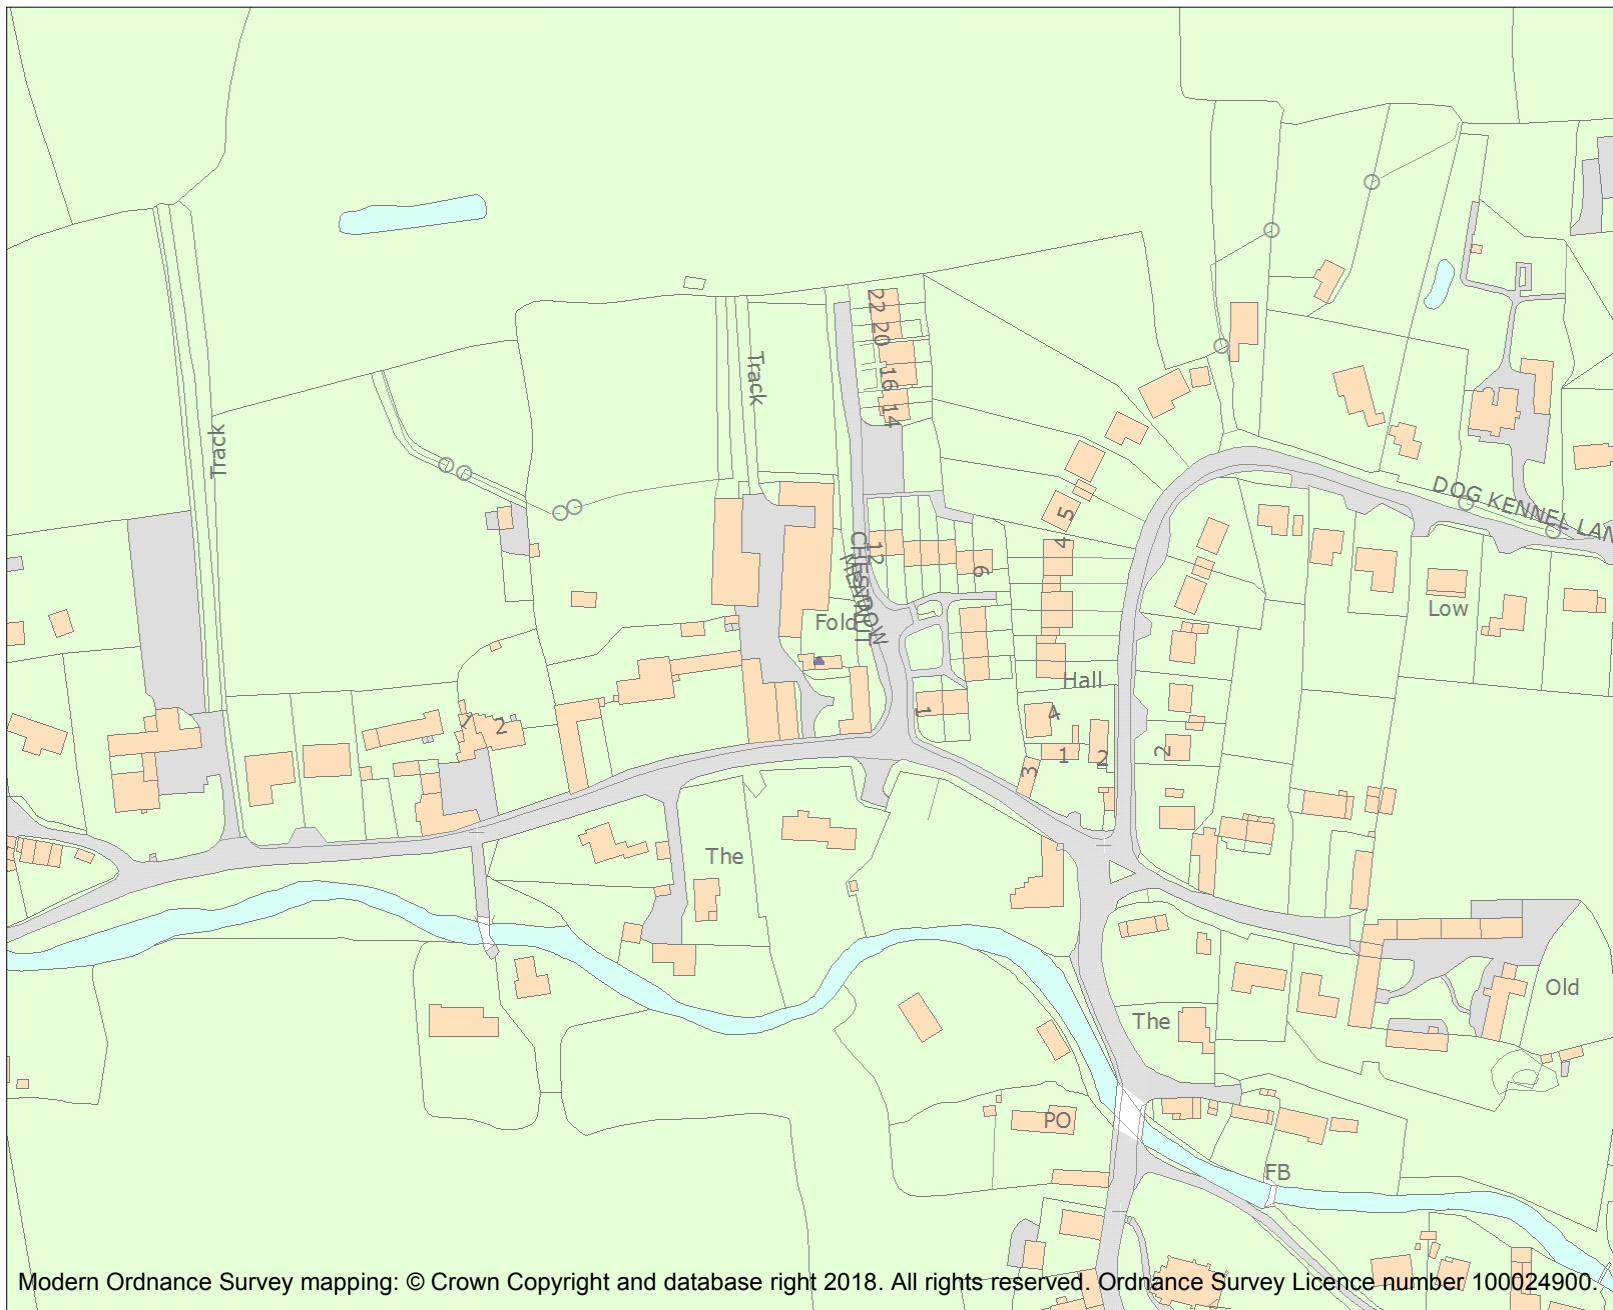 22
20
Track
16
14
Track
DOG KENNEL LAN
5
4
12
CHESTNUT
MEADOW
6
Low
Fold
Hall
1
4
1
2
2
1
2
3
The
Old
The
PO
FB
Modern Ordnance Survey mapping: © Crown Copyright and database right 2018. All rights reserved. Ordnance Survey Licence number 100024900.